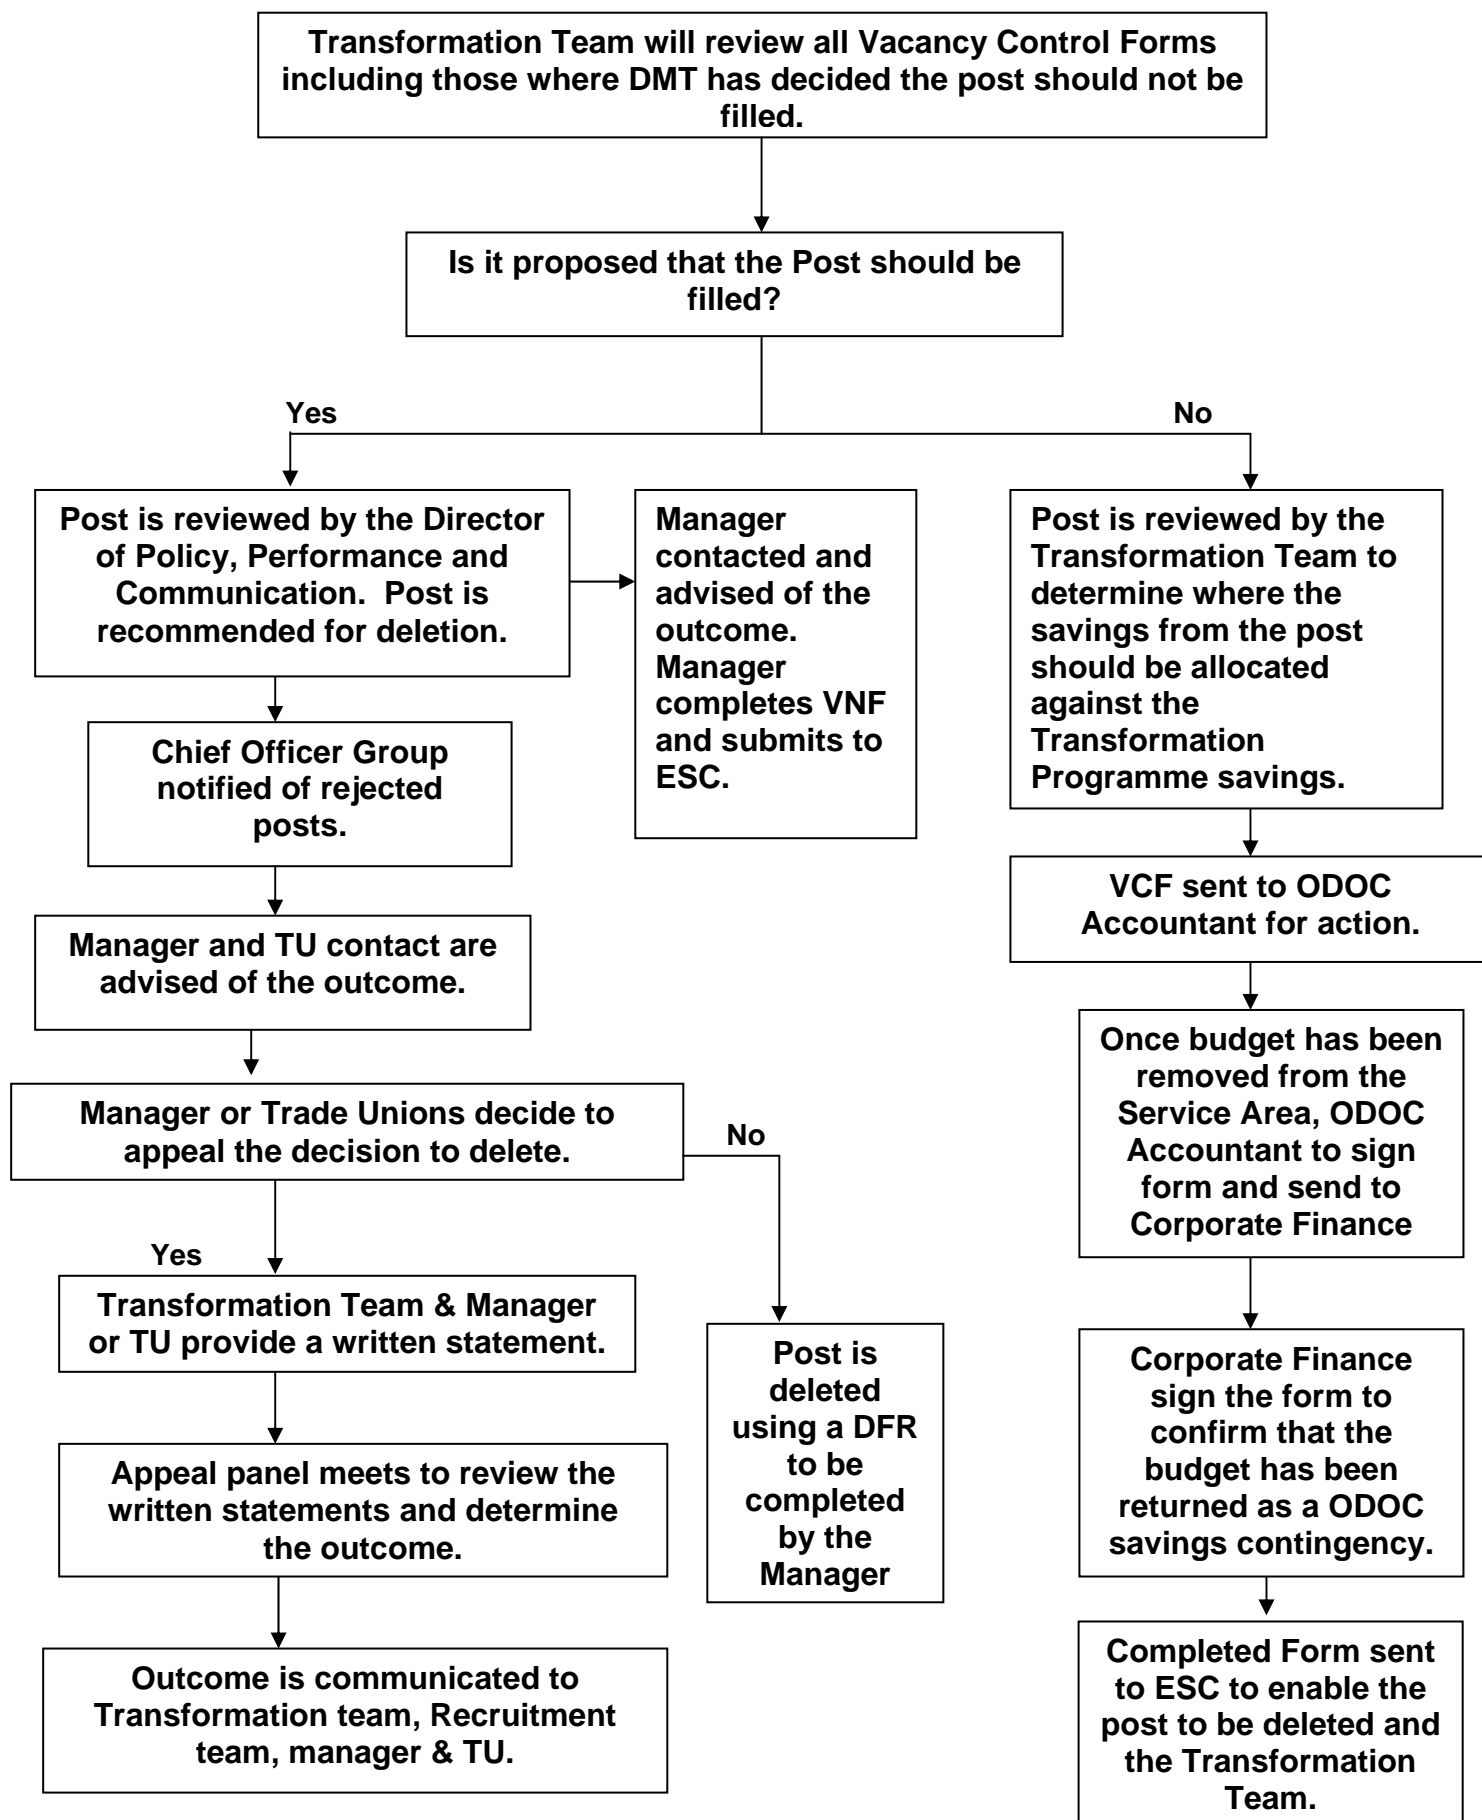 Transformation Team will review all Vacancy Control Forms
including those where DMT has decided the post should not be
filled.
Is it proposed that the Post should be
filled?
Yes
No
Post is reviewed by the Director
of Policy, Performance and
Communication.  Post is
recommended for deletion.
Manager
contacted and
advised of the
outcome.
Manager
completes VNF
and submits to
ESC.
Post is reviewed by the
Transformation Team to
determine where the
savings from the post
should be allocated
against the
Transformation
Programme savings.
Chief Officer Group
notified of rejected
posts.
VCF sent to ODOC
Accountant for action.
Manager and TU contact are
advised of the outcome.
Once budget has been
removed from the
Service Area, ODOC
Accountant to sign
form and send to
Corporate Finance
Manager or Trade Unions decide to
appeal the decision to delete.
No
Yes
Transformation Team & Manager
or TU provide a written statement.
Post is
deleted
using a DFR
to be
completed
by the
Manager
Corporate Finance
sign the form to
confirm that the
budget has been
returned as a ODOC
savings contingency.
Appeal panel meets to review the
written statements and determine
the outcome.
Outcome is communicated to
Transformation team, Recruitment
team, manager & TU.
Completed Form sent
to ESC to enable the
post to be deleted and
the Transformation
Team.